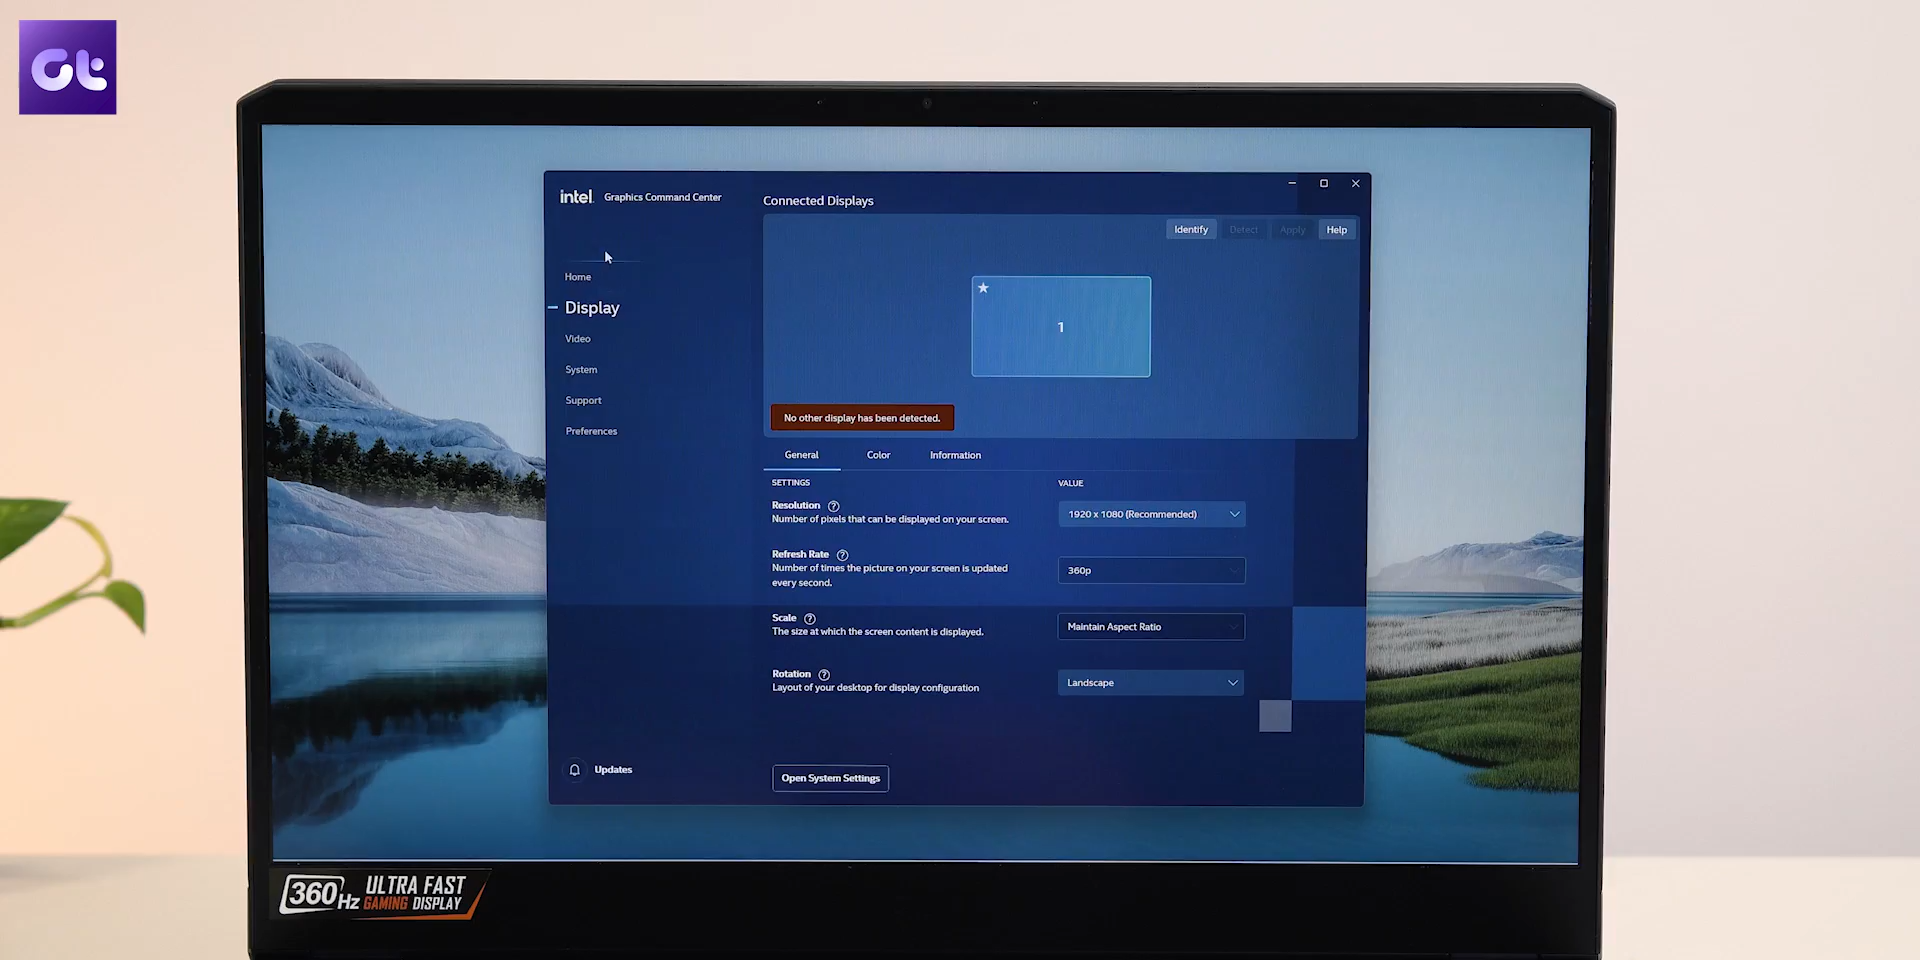 Gt
intel. Graphics Command Center
Home
Display
Video
System
Support
Preferences
Updates
Connected Displays
Identify
Detect
Apply
Help
1
No other display has been detected.
General
Color
Information
SETTINGS
VALUE
Resolution ?
Number of pixels that can be displayed on your screen.
1920 x 1080 (Recommended)
Refresh Rate ?
Number of times the picture on your screen is updated
every second.
360p
Scale ?
The size at which the screen content is displayed.
Maintain Aspect Ratio
Rotation ?
Layout of your desktop for display configuration
Landscape
Open System Settings
360Hz
ULTRA FAST
GAMING DISPLAY